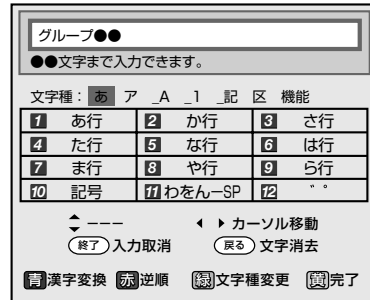 グループ●●
●●文字まで入力できます。
文字種： あ ア _A _1 _記 区 機能
1 あ行 2 か行 3 さ行
4 た行 5 な行 6 は行
7 ま行 8 や行 9 ら行
10 記号 11 わをんーSP 12 ゛゜
--- カーソル移動
終了 入力取消 戻る 文字消去
青 漢字変換 赤 逆順 緑 文字種変更 黄 完了